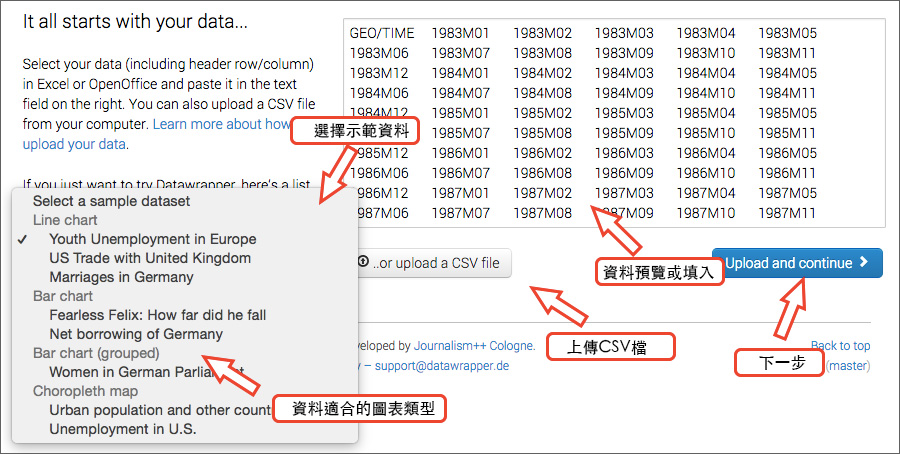 It all starts with your data...
Select your data (including header row/column)
in Excel or OpenOffice and paste it in the text
field on the right. You can also upload a CSV file
from your computer. Learn more about how
upload your data.
If you just want to try Datawrapper, here's a list
選擇示範資料
Select a sample dataset
Line chart
✓ Youth Unemployment in Europe
US Trade with United Kingdom
Marriages in Germany
Bar chart
Fearless Felix: How far did he fall
Net borrowing of Germany
Bar chart (grouped)
Women in German Parliament
Choropleth map
Urban population and other count
Unemployment in U.S.
資料適合的圖表類型
GEO/TIME 1983M01 1983M02 1983M03 1983M04 1983M05
1983M06 1983M07 1983M08 1983M09 1983M10 1983M11
1983M12 1984M01 1984M02 1984M03 1984M04 1984M05
1984M06 1984M07 1984M08 1984M09 1984M10 1984M11
1984M12 1985M01 1985M02 1985M03 1985M04 1985M05
1985M06 1985M07 1985M08 1985M09 1985M10 1985M11
1985M12 1986M01 1986M02 1986M03 1986M04 1986M05
1986M06 1986M07 1986M08 1986M09 1986M10 1986M11
1986M12 1987M01 1987M02 1987M03 1987M04 1987M05
1987M06 1987M07 1987M08 1987M09 1987M10 1987M11
資料預覽或填入
..or upload a CSV file
Upload and continue
上傳CSV檔
下一步
eloped by Journalism++ Cologne.
– support@datawrapper.de
Back to top
(master)